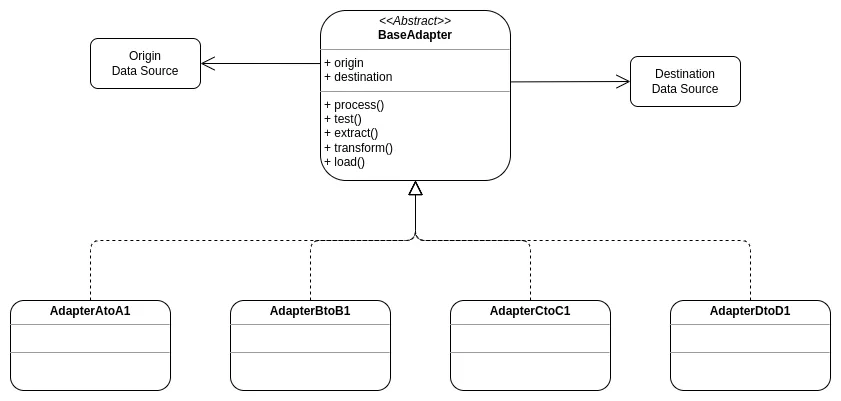 <<Abstract>>
BaseAdapter
Origin
Data Source
+ origin
+ destination
Destination
Data Source
+ process()
+ test()
+ extract()
+ transform()
+ load()
AdapterAtoA1
AdapterBtoB1
AdapterCtoC1
AdapterDtoD1